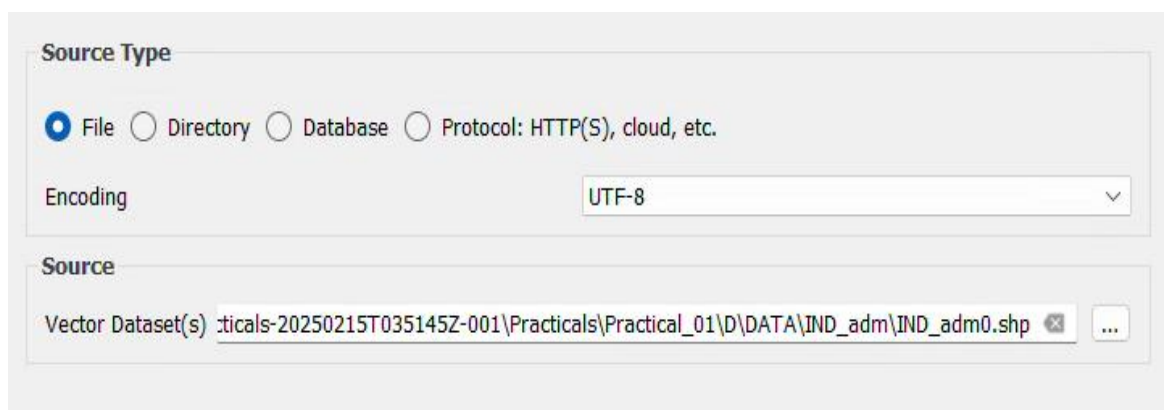 Source Type
File Directory Database Protocol: HTTP(S), cloud, etc.
Encoding UTF-8
Source
Vector Dataset(s) :ticals-20250215T035145Z-001\Practicals\Practical_01\D\DATA\IND_adm\IND_adm0.shp ...